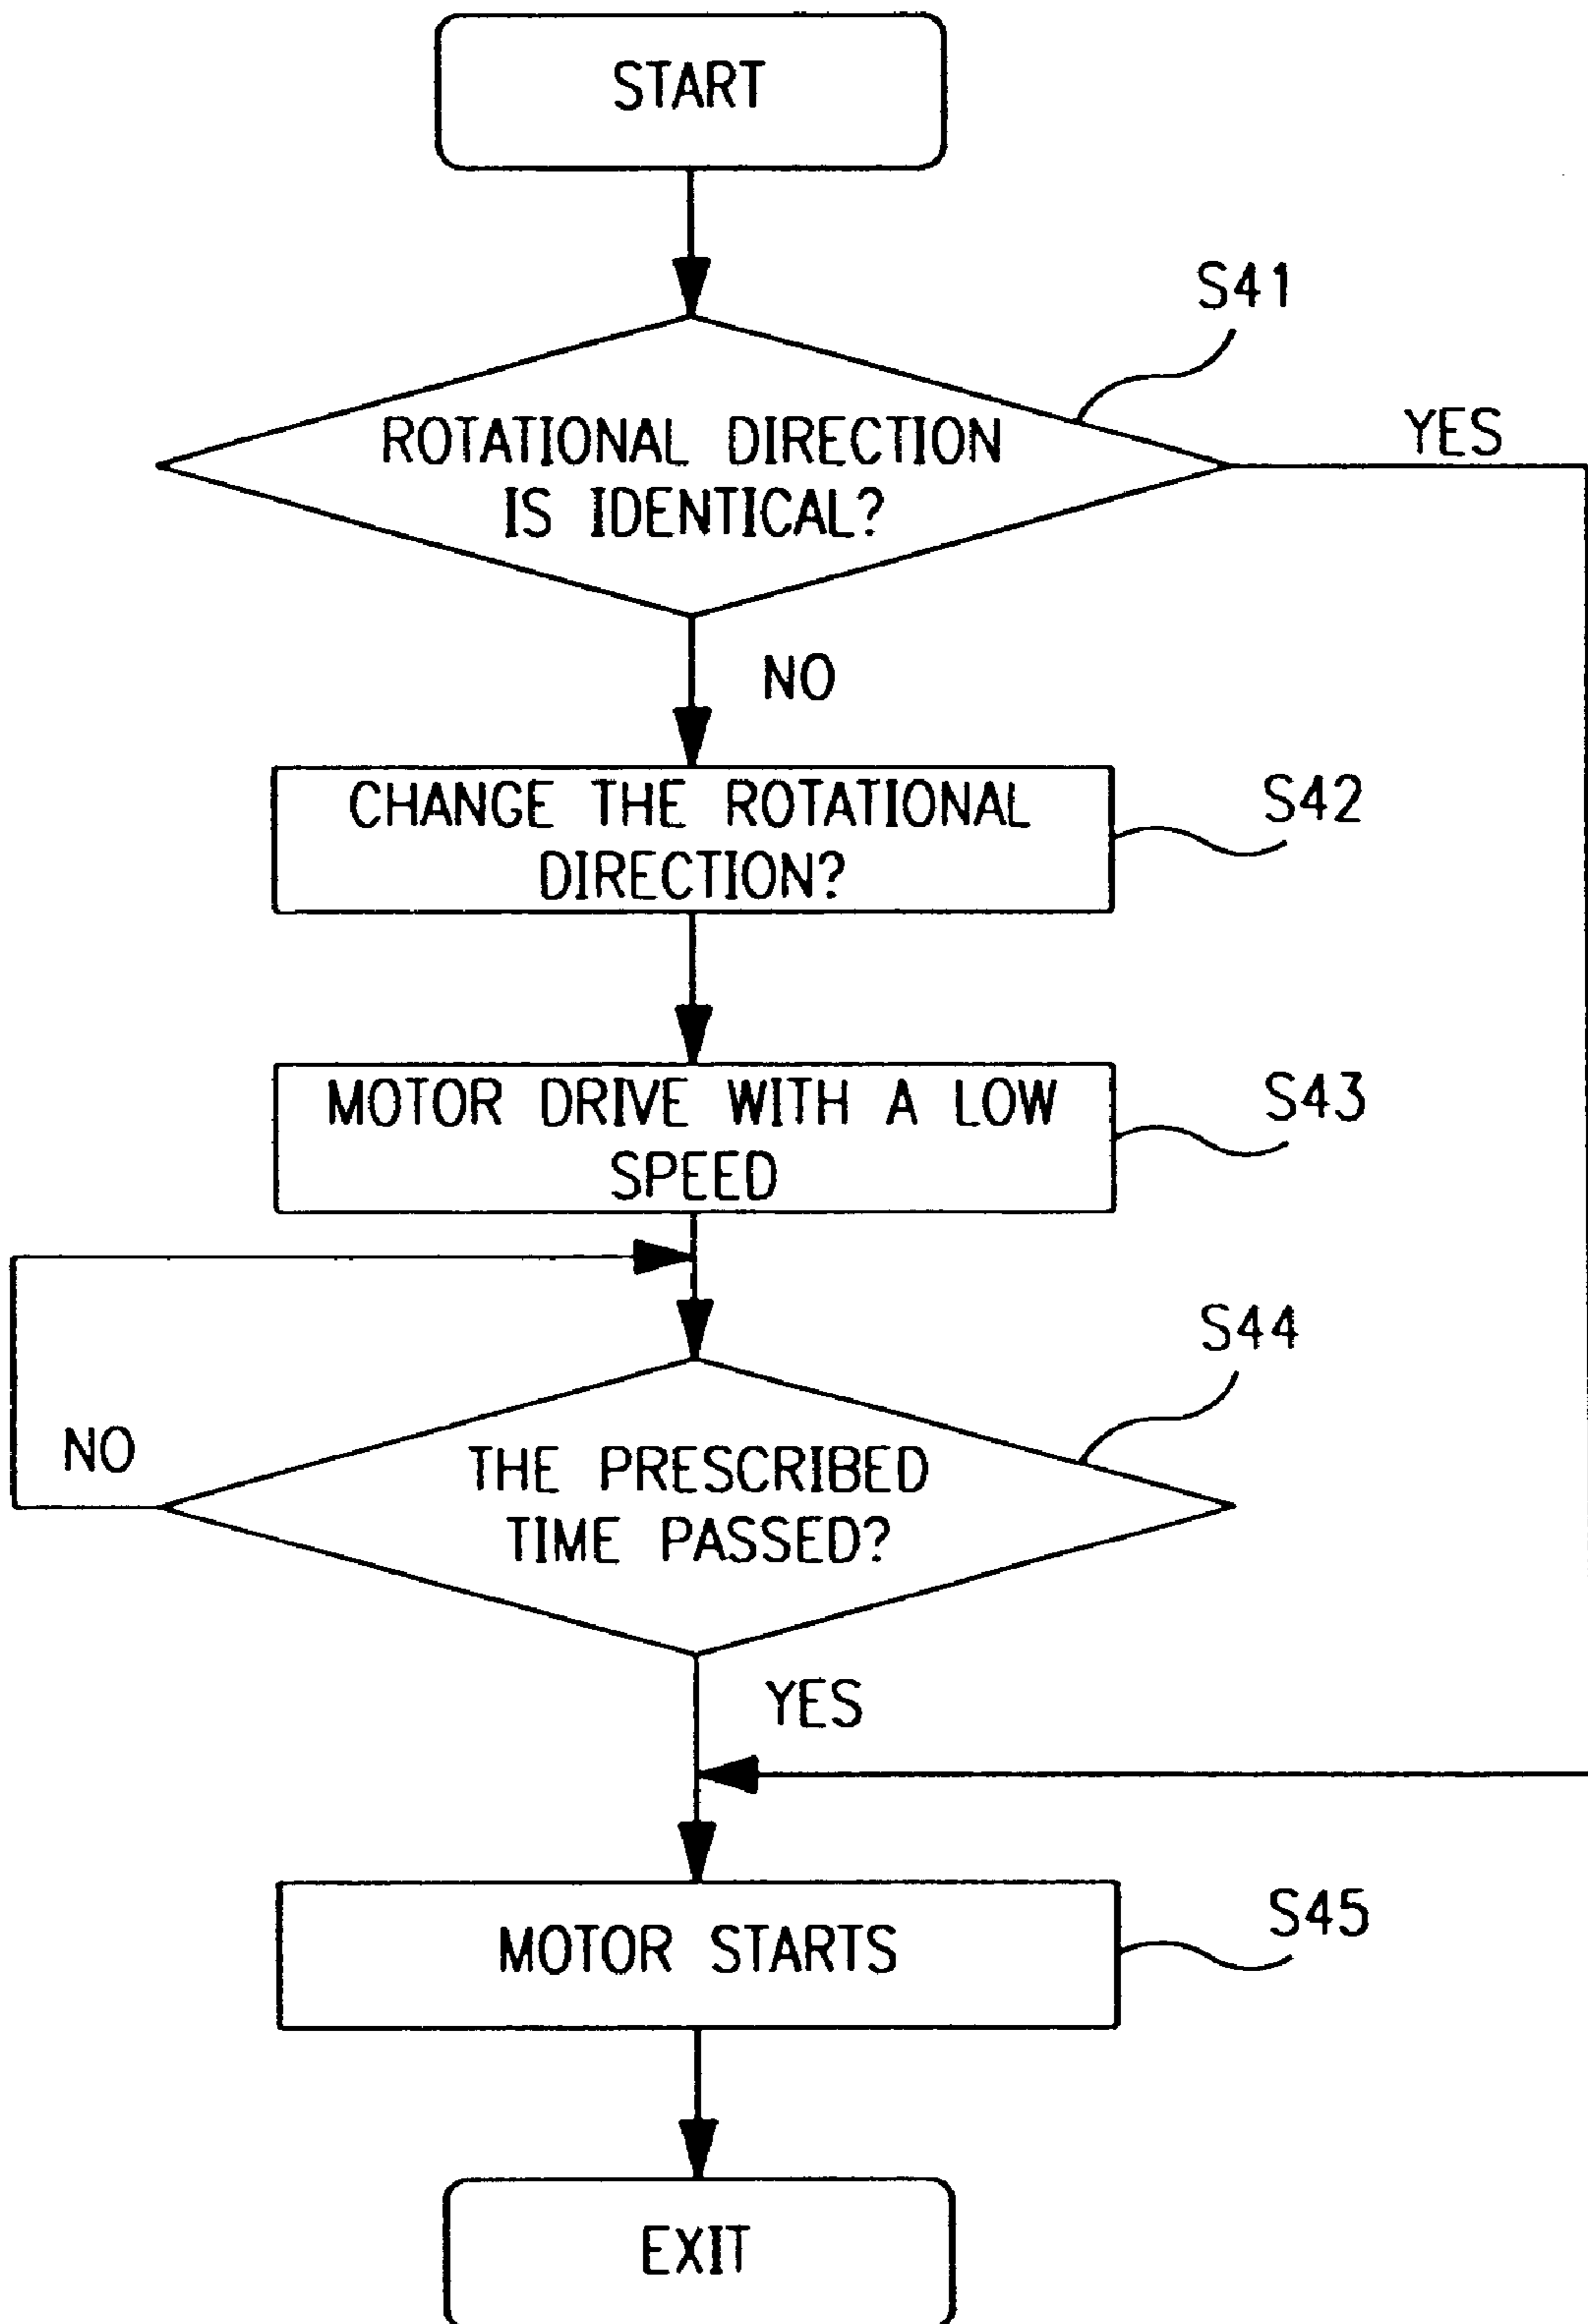 START
S41
ROTATIONAL DIRECTION
IS IDENTICAL?
YES
NO
CHANGE THE ROTATIONAL
DIRECTION?
S42
MOTOR DRIVE WITH A LOW
SPEED
S43
S44
NO
THE PRESCRIBED
TIME PASSED?
YES
MOTOR STARTS
S45
EXIT